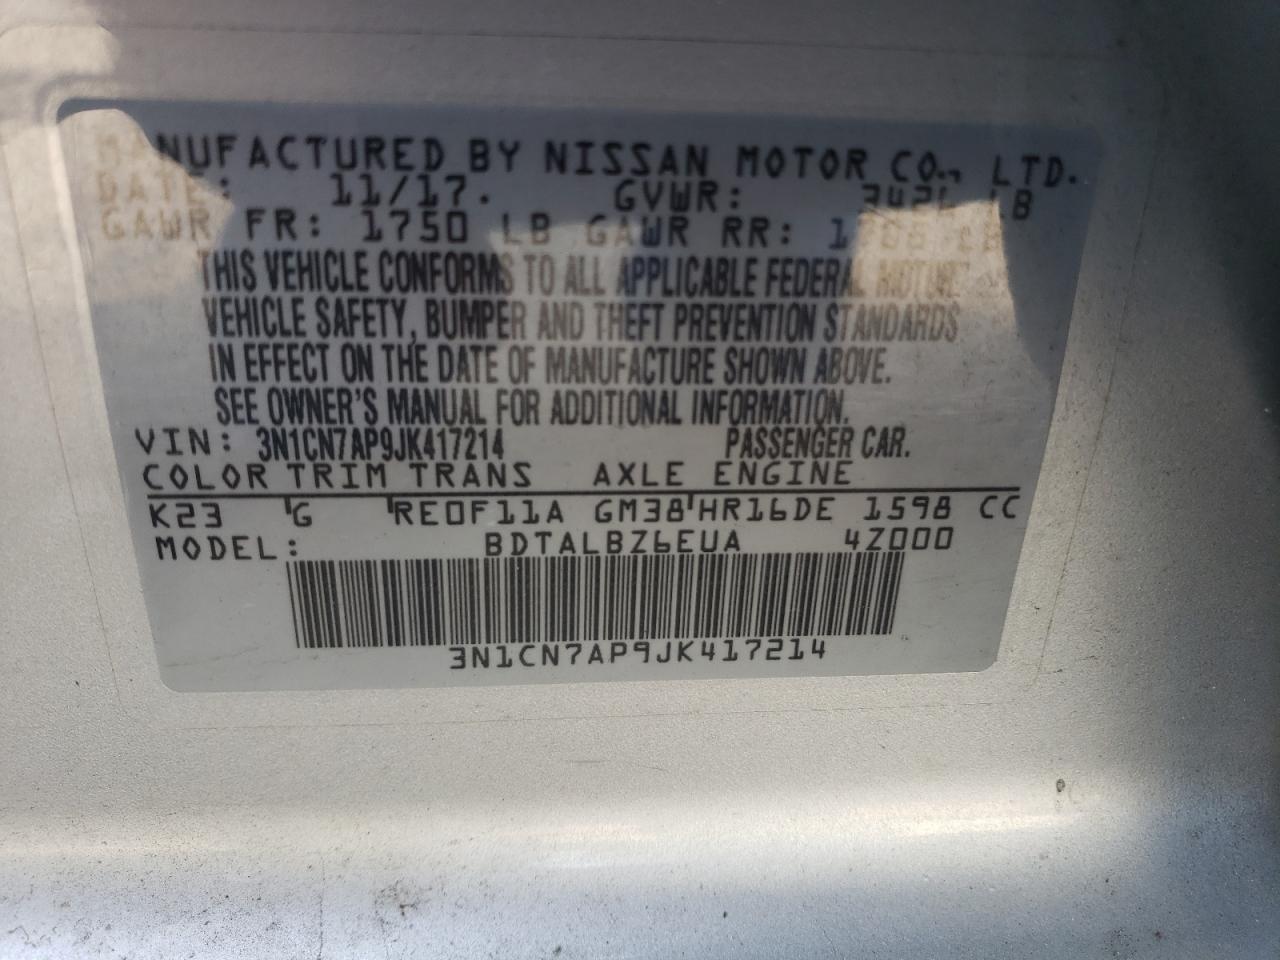 MANUFACTURED BY NISSAN MOTOR CO., LTD.
DATE: 11/17. GVWR: LB
GAWR FR: 1750 LB GAWR RR: LB
THIS VEHICLE CONFORMS TO ALL APPLICABLE FEDERAL MOTOR
VEHICLE SAFETY, BUMPER AND THEFT PREVENTION STANDARDS
IN EFFECT ON THE DATE OF MANUFACTURE SHOWN ABOVE.
SEE OWNER'S MANUAL FOR ADDITIONAL INFORMATION.
VIN: 3N1CN7AP9JK417214 PASSENGER CAR.
COLOR TRIM TRANS AXLE ENGINE
K23 G RE0F11A GM38 HR16DE 1598 CC
MODEL: BDTALBZ6EUA 4Z000
3N1CN7AP9JK417214